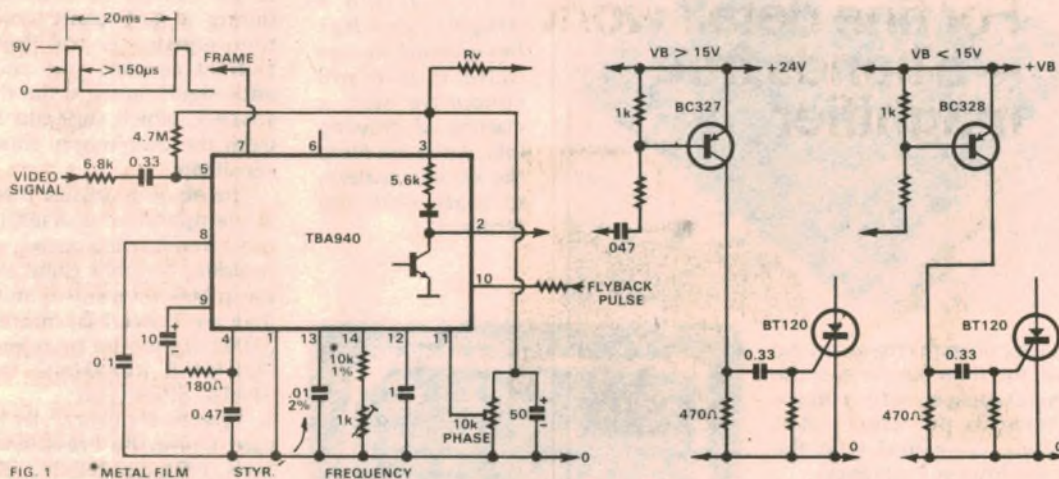 20ms
9V
>150µs
0
FRAME
Rv
4.7M
6.8k
0.33
VIDEO
SIGNAL
7
6
3
5
5.6k
TBA940
2
8
10
FLYBACK
PULSE
9
4
1
13
14
12
11
10
0.1
180Ω
0.47
.01
2%
*
10k
1%
1k
1
10k
PHASE
50
0
FIG. 1
*METAL FILM
STYR.
FREQUENCY
VB > 15V
+24V
1k
BC327
.047
BT120
0.33
470Ω
0
VB < 15V
+VB
1k
BC328
BT120
0.33
470Ω
0